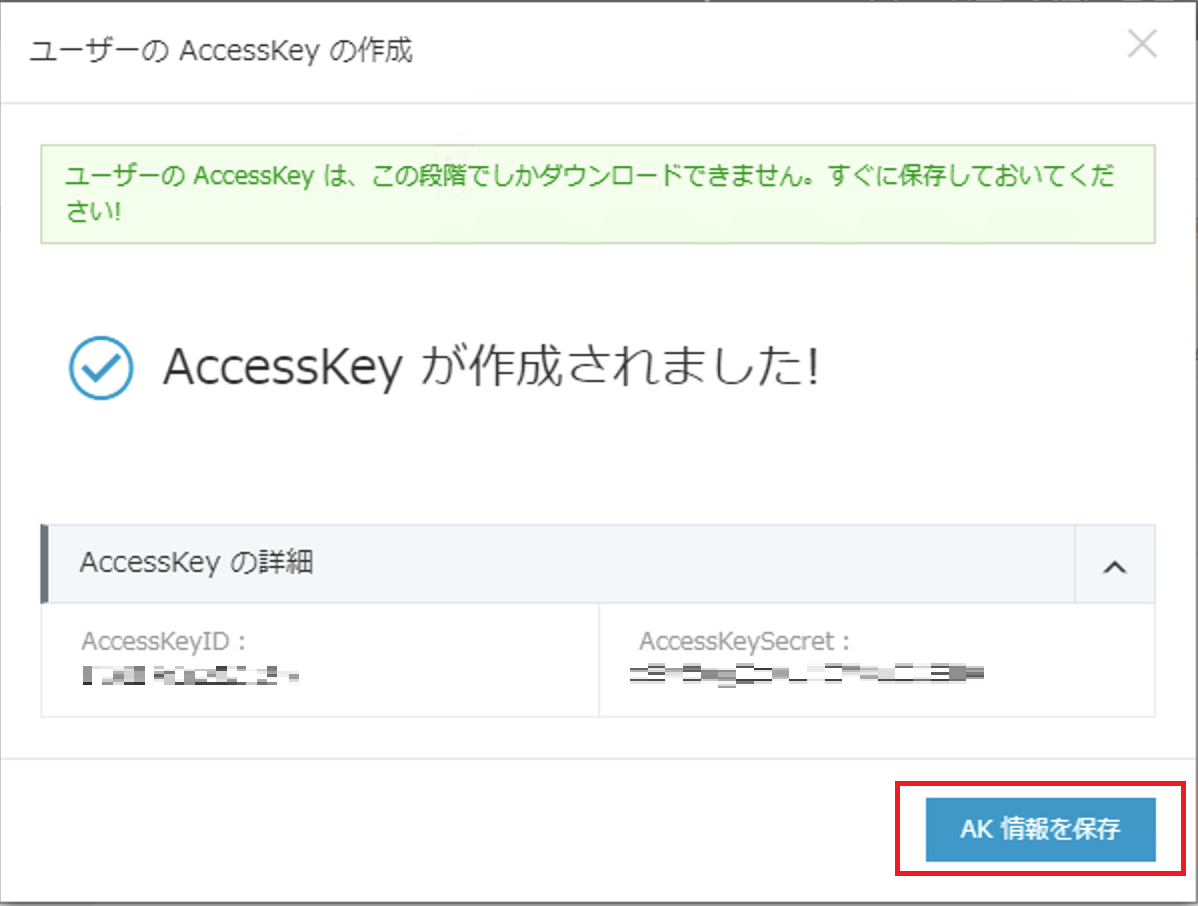 ユーザーの AccessKey の作成
ユーザーの AccessKey は、この段階でしかダウンロードできません。すぐに保存しておいてくだ
さい!
AccessKey が作成されました!
AccessKey の詳細
AccessKeyID :
AccessKeySecret :
AK 情報を保存